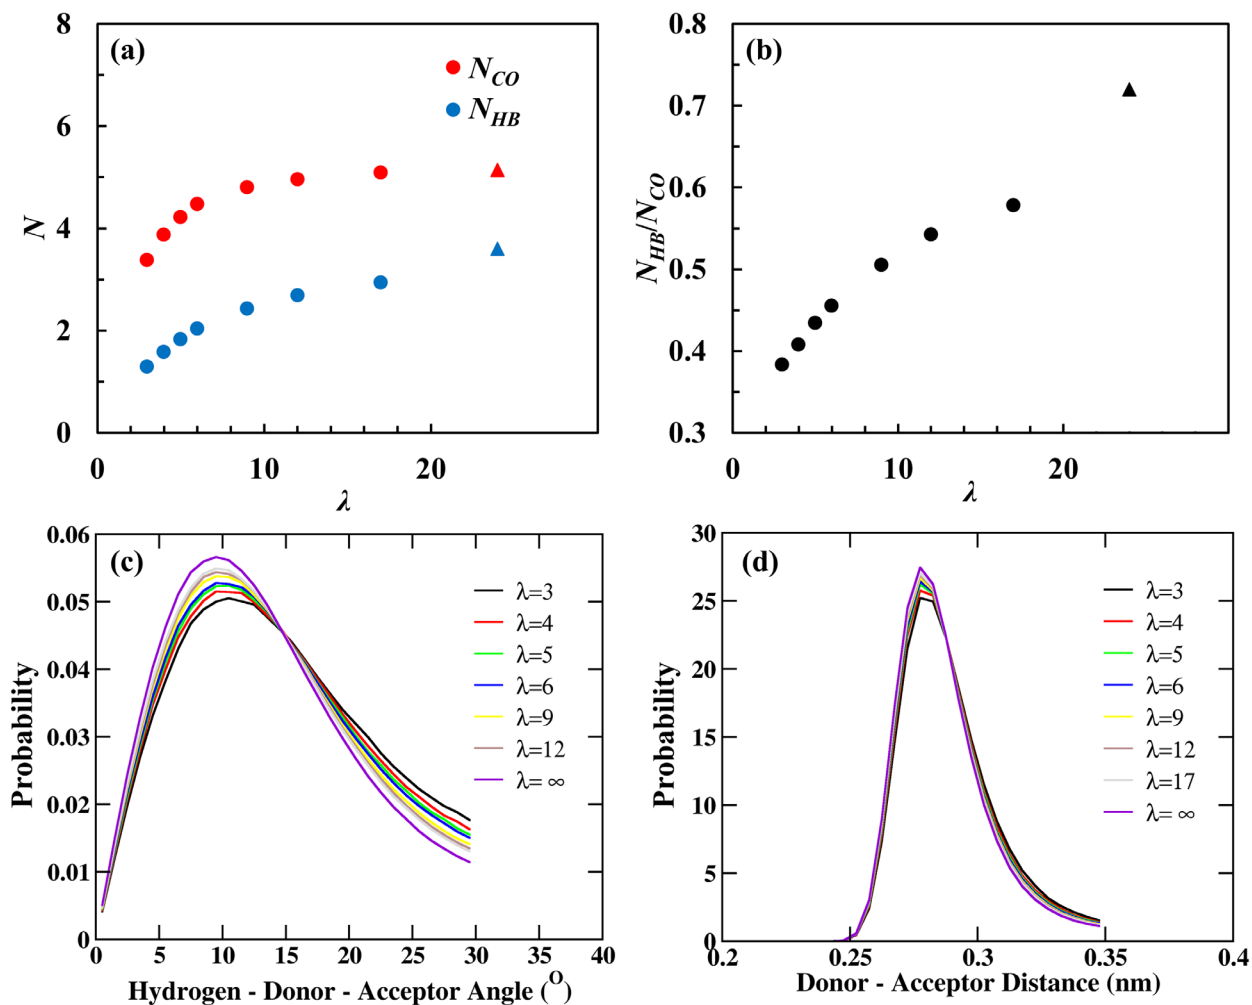 (a)
N_CO
N_HB
8
6
4
2
0
N
0 10 20
λ
(b)
0.8
0.7
0.6
0.5
0.4
0.3
N_HB/N_CO
0 10 20
λ
(c)
0.06
0.05
0.04
0.03
0.02
0.01
0
Probability
λ=3
λ=4
λ=5
λ=6
λ=9
λ=12
λ= ∞
0 5 10 15 20 25 30 35 40
Hydrogen - Donor - Acceptor Angle (O)
(d)
30
25
20
15
10
5
0
Probability
λ=3
λ=4
λ=5
λ=6
λ=9
λ=12
λ=17
λ= ∞
0.2 0.25 0.3 0.35 0.4
Donor - Acceptor Distance (nm)